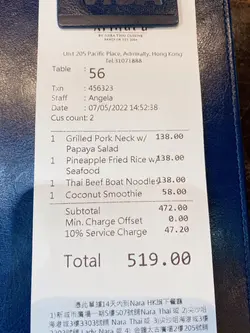 Unit 205 Pacific Place, Admiralty, Hong Kong
Tel:31071888
Table : 56
Txn : 456323
Staff : Angela
Date : 07/05/2022 14:52:38
Cus count: 2
1 Grilled Pork Neck w/ 138.00
Papaya Salad
1 Pineapple Fried Rice w/ 138.00
Seafood
1 Thai Beef Boat Noodle 138.00
1 Coconut Smoothie 58.00
Subtotal 472.00
Min. Charge Offset 0.00
10% Service Charge 47.20
Total 519.00